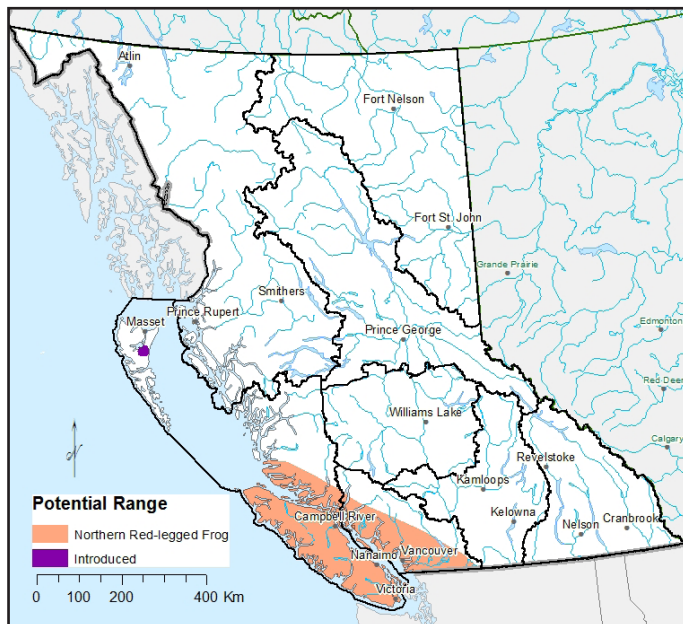 Atlin
Fort Nelson
Fort St. John
Grande Prairie
Smithers
Prince Rupert
Masset
Prince George
Edmonton
Red Deer
Williams Lake
Calgary
Revelstoke
Kamloops
N
Potential Range
Campbell River
Kelowna
Cranbrook
Nelson
Northern Red-legged Frog
Vancouver
Nanaimo
Introduced
Victoria
0 100 200 400 Km